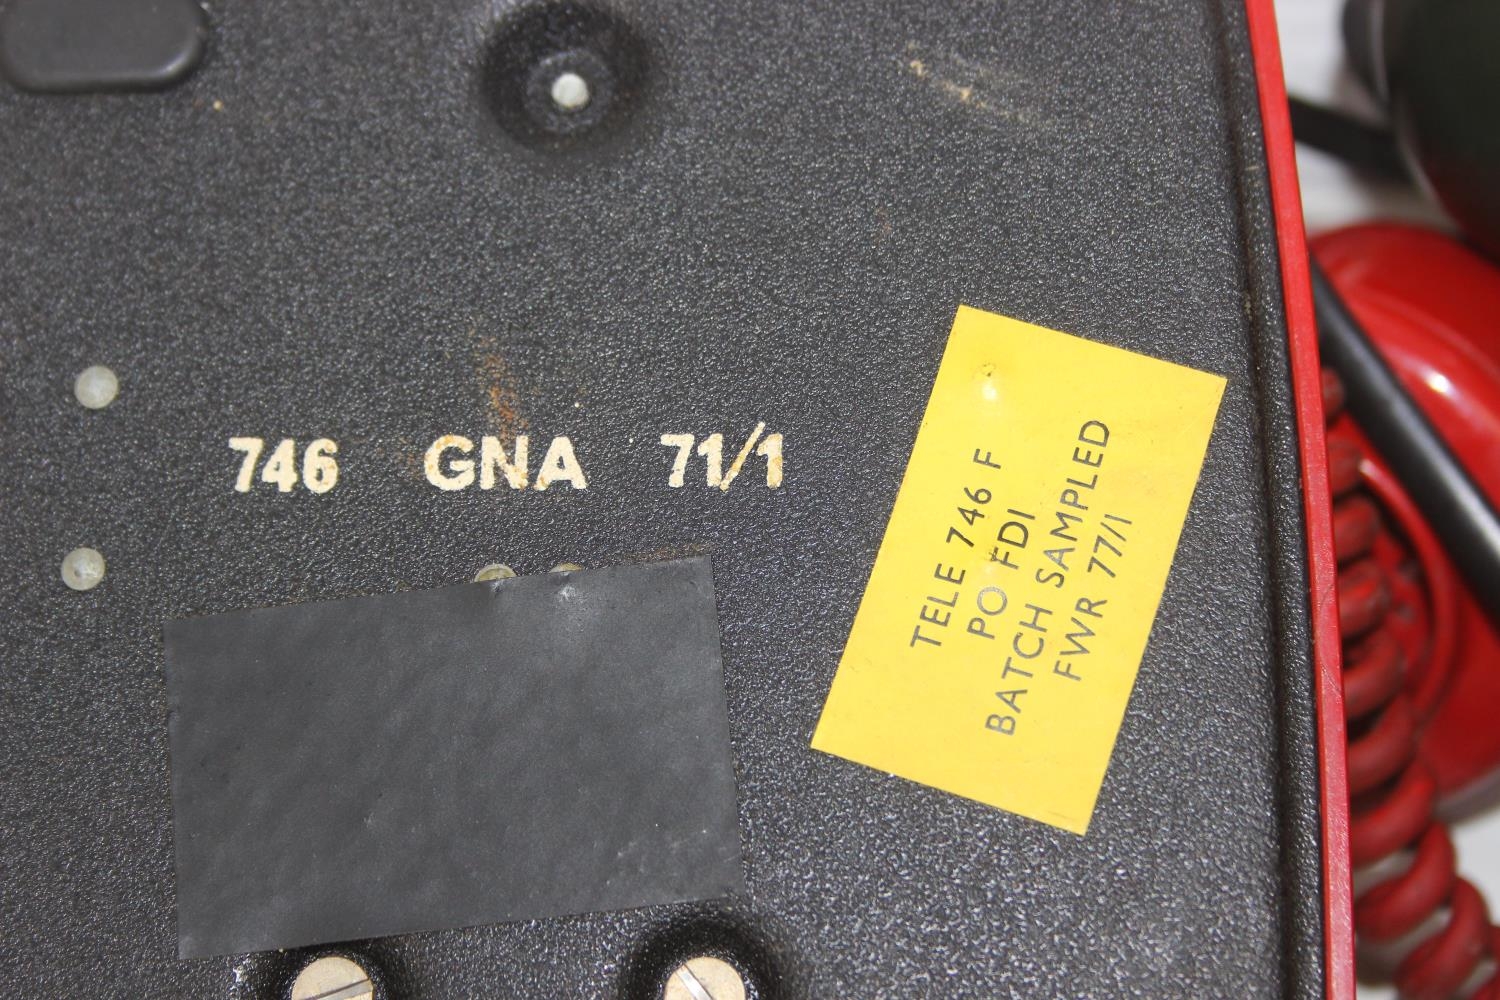 746 GNA 71/1
TELE 746 F
PO FDI
BATCH SAMPLED
FWR 77/1